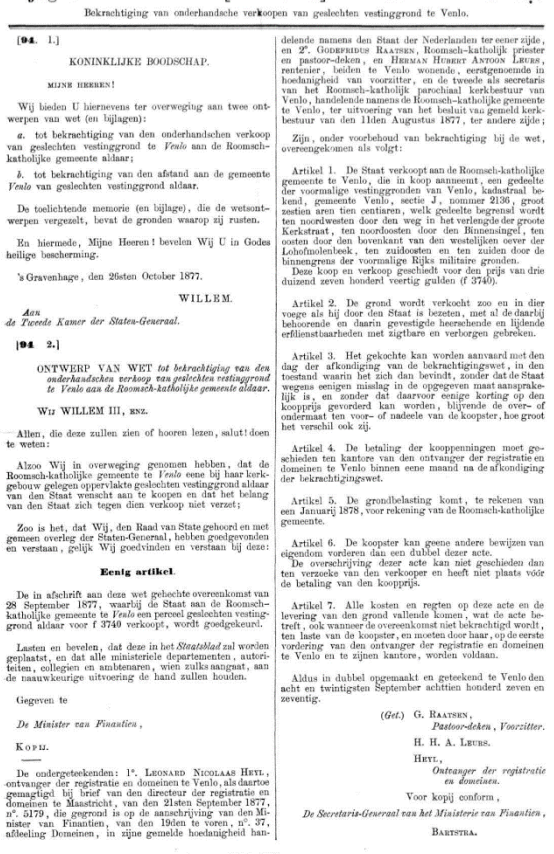 Bekrachtiging van onderhandsche verkoopen van geslechten vestinggrond te Venlo.
[94. 1.]
KONINKLIJKE BOODSCHAP.
MIJNE HEEREN!
Wij bieden U hiernevens ter overweging aan twee ont-
werpen van wet (en bijlagen):
a. tot bekrachtiging van den onderhandschen verkoop
van geslechten vestinggrond te Venlo aan de Roomsch-
katholijke gemeente aldaar;
b. tot bekrachtiging van den afstand aan de gemeente
Venlo van geslechten vestinggrond aldaar.
De toelichtende memorie (en bijlage), die de wetsont-
werpen vergezelt, bevat de gronden waarop zij rusten.
En hiermede, Mijne Heeren! bevelen Wij U in Godes
heilige bescherming.
's Gravenhage, den 26sten October 1877.
WILLEM.
Aan
de Tweede Kamer der Staten-Generaal.
[94 2.]
ONTWERP VAN WET tot bekrachtiging van den
onderhandschen verkoop van geslechten vestinggrond
te Venlo aan de Roomsch-katholijke gemeente aldaar.
WIJ WILLEM III, ENZ.
Allen, die deze zullen zien of hooren lezen, salut! doen
te weten:
Alzoo Wij in overweging genomen hebben, dat de
Roomsch-katholijke gemeente te Venlo eene bij haar kerk-
gebouw gelegen oppervlakte geslechten vestinggrond aldaar
van den Staat wenscht aan te koopen en dat het belang
van den Staat zich tegen dien verkoop niet verzet;
Zoo is het, dat Wij, den Raad van State gehoord en met
gemeen overleg der Staten-Generaal, hebben goedgevonden
en verstaan, gelijk Wij goedvinden en verstaan bij deze:
Eenig artikel.
De in afschrift aan deze wet gehechte overeenkomst van
28 September 1877, waarbij de Staat aan de Roomsch-
katholijke gemeente te Venlo een perceel geslechten vesting-
grond aldaar voor f 3740 verkoopt, wordt goedgekeurd.
Lasten en bevelen, dat deze in het Staatsblad zal worden
geplaatst, en dat alle ministeriele departementen, autori-
teiten, collegien en ambtenaren, wien zulks aangaat, aan
de naauwkeurige uitvoering de hand zullen houden.
Gegeven te
De Minister van Finantien,
KOPIJ.
De ondergeteekenden: 1°. LEONARD NICOLAAS HEYL,
ontvanger der registratie en domeinen te Venlo, als daartoe
gemagtigd bij brief van den directeur der registratie en
domeinen te Maastricht, van den 21sten September 1877,
n°. 5179, die gegrond is op de aanschrijving van den Mi-
nister van Finantien, van den 19den te voren, n°. 37,
afdeeling Domeinen, in zijne gemelde hoedanigheid han-
delende namens den Staat der Nederlanden ter eener zijde,
en 2°. GODEFRIDUS RAATSEN, Roomsch-katholijk priester
en pastoor-deken, en HERMAN HUBERT ANTOON LEURS,
rentenier, beiden te Venlo wonende, eerstgenoemde in
hoedanigheid van voorzitter, en de tweede als secretaris
van het Roomsch-katholijk parochiaal kerkbestuur van
Venlo, handelende namens de Roomsch-katholijke gemeente
te Venlo, ter uitvoering van het besluit van gemeld kerk-
bestuur van den 11den Augustus 1877, ter andere zijde;
Zijn, onder voorbehoud van bekrachtiging bij de wet,
overeengekomen als volgt:
Artikel 1. De Staat verkoopt aan de Roomsch-katholijke
gemeente te Venlo, die in koop aanneemt, een gedeelte
der voormalige vestinggronden van Venlo, kadastraal be-
kend, gemeente Venlo, sectie J, nommer 2136, groot
zestien aren tien centiaren, welk gedeelte begrensd wordt
ten noordwesten door den weg in het verlengde der groote
Kerkstraat, ten noordoosten door den Binnensingel, ten
oosten door den bovenkant van den westelijken oever der
Lohofmolenbeek, ten zuidoosten en ten zuiden door de
binnengrens der voormalige Rijks militaire gronden.
Deze koop en verkoop geschiedt voor den prijs van drie
duizend zeven honderd veertig gulden (f 3740).
Artikel 2. De grond wordt verkocht zoo en in dier
voege als hij door den Staat is bezeten, met al de daarbij
behoorende en daarin gevestigde heerschende en lijdende
erfdienstbaarheden met zigtbare en verborgen gebreken.
Artikel 3. Het gekochte kan worden aanvaard met den
dag der afkondiging van de bekrachtigingswet, in den
toestand waarin het zich dan bevindt, zonder dat de Staat
wegens eenigen misdag in de opgegeven maat aansprake-
lijk is, en zonder dat daarvoor eenige korting op den
koopprijs gevorderd kan worden, blijvende de over- of
ondermaat ten voor- of nadeele van de koopster, hoe groot
het verschil ook zij.
Artikel 4. De betaling der kooppenningen moet ge-
schieden ten kantore van den ontvanger der registratie en
domeinen te Venlo binnen eene maand na de afkondiging
der bekrachtigingswet.
Artikel 5. De grondbelasting komt, te rekenen van
een Januarij 1878, voor rekening van de Roomsch-katholijke
gemeente.
Artikel 6. De koopster kan geene andere bewijzen van
eigendom vorderen dan een dubbel dezer acte.
De overschrijving dezer acte kan niet geschieden dan
ten verzoeke van den verkooper en heeft niet plaats vóór
de betaling van den koopprijs.
Artikel 7. Alle kosten en regten op deze acte en de
levering van den grond vallende komen, wat de acte be-
treft, ook wanneer de overeenkomst niet bekrachtigd wordt,
ten laste van de koopster, en moeten door haar, op de eerste
vordering van den ontvanger der registratie en domeinen
te Venlo en te zijnen kantore, worden voldaan.
Aldus in dubbel opgemaakt en geteekend te Venlo den
acht en twintigsten September achttien honderd zeven en
zeventig.
(Get.) G. RAATSEN,
Pastoor-deken, Voorzitter.
H. H. A. LEURS.
HEYL,
Ontvanger der registratie
en domeinen.
Voor kopij conform,
De Secretaris-Generaal van het Ministerie van Finantien,
BARTSTRA.